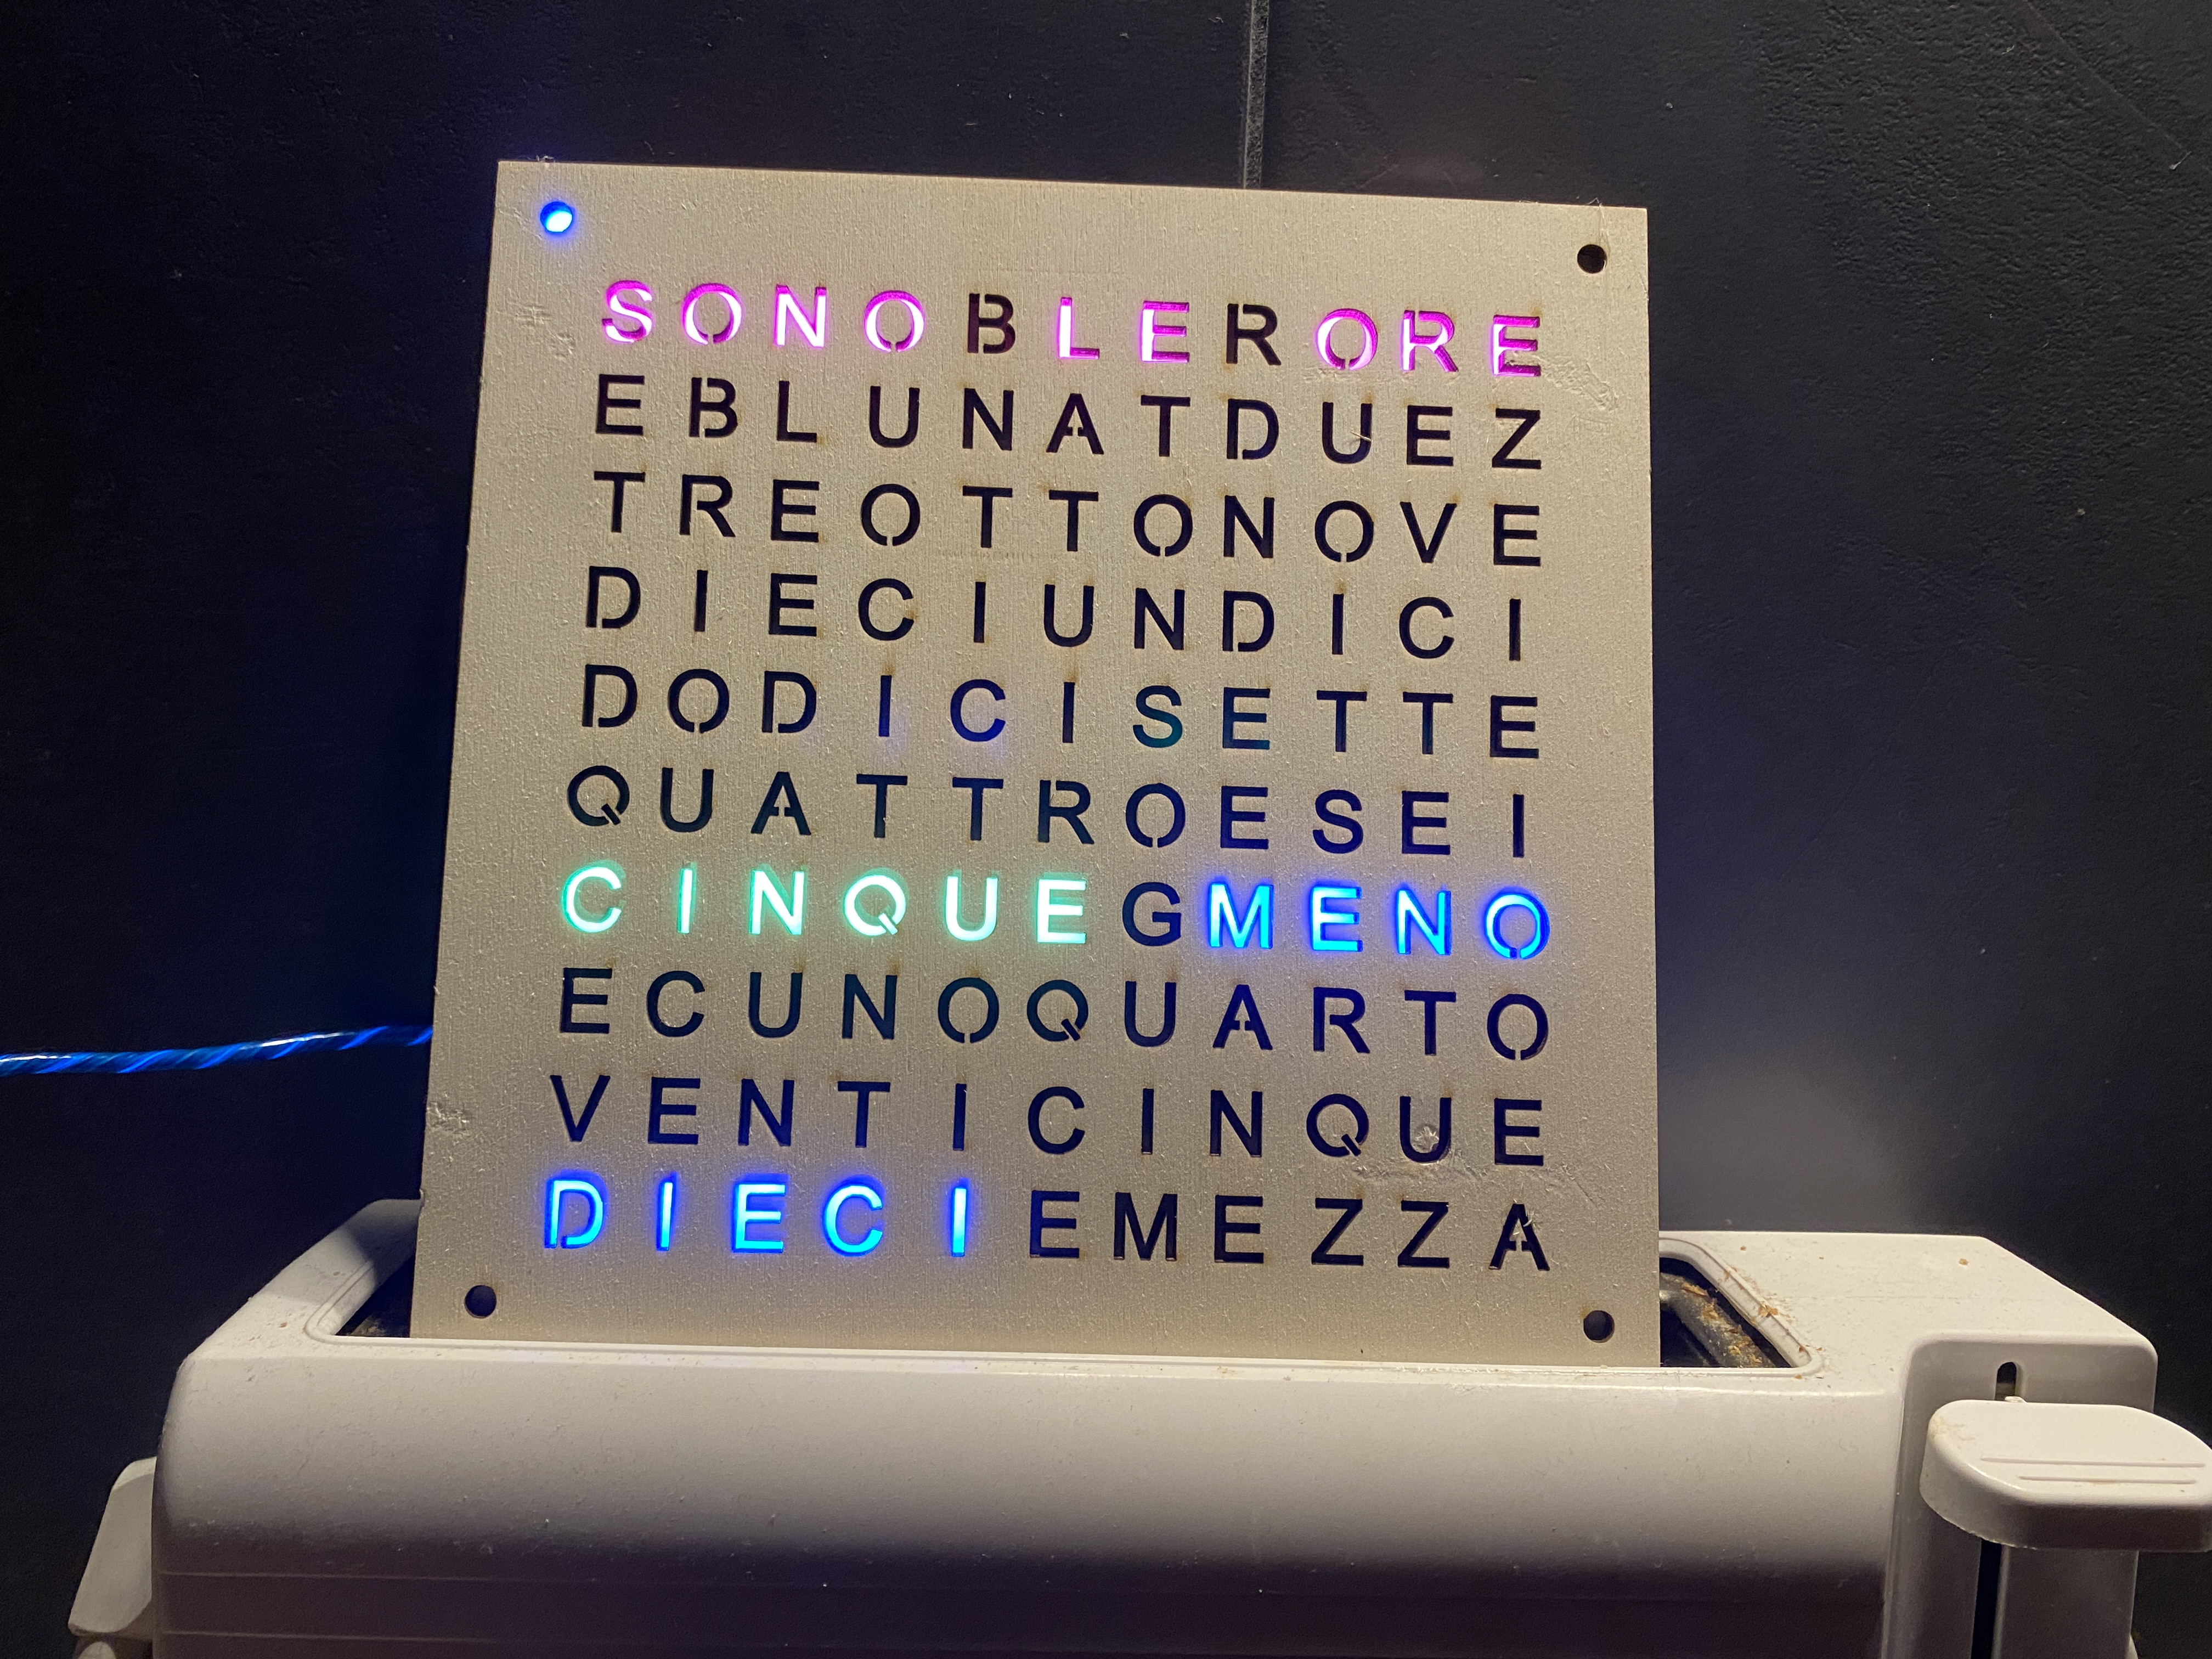 SONOBLERORE
EBLUNATDUEZ
TREOTTONOVE
DIECIUNDICI
DODICISETTE
QUATTROESEI
CINQUEGMENO
ECUNOQUARTO
VENTICINQUE
DIECIEMEZZA